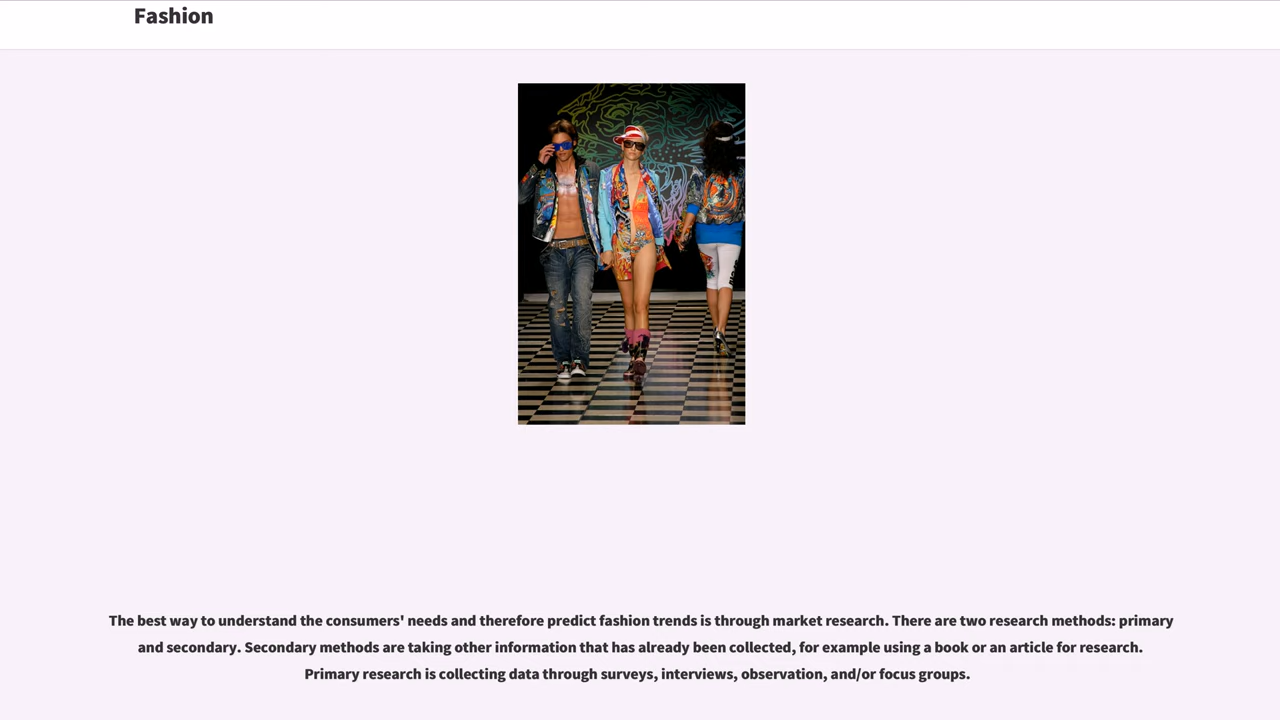 Fashion
The best way to understand the consumers' needs and therefore predict fashion trends is through market research. There are two research methods: primary
and secondary. Secondary methods are taking other information that has already been collected, for example using a book or an article for research.
Primary research is collecting data through surveys, interviews, observation, and/or focus groups.